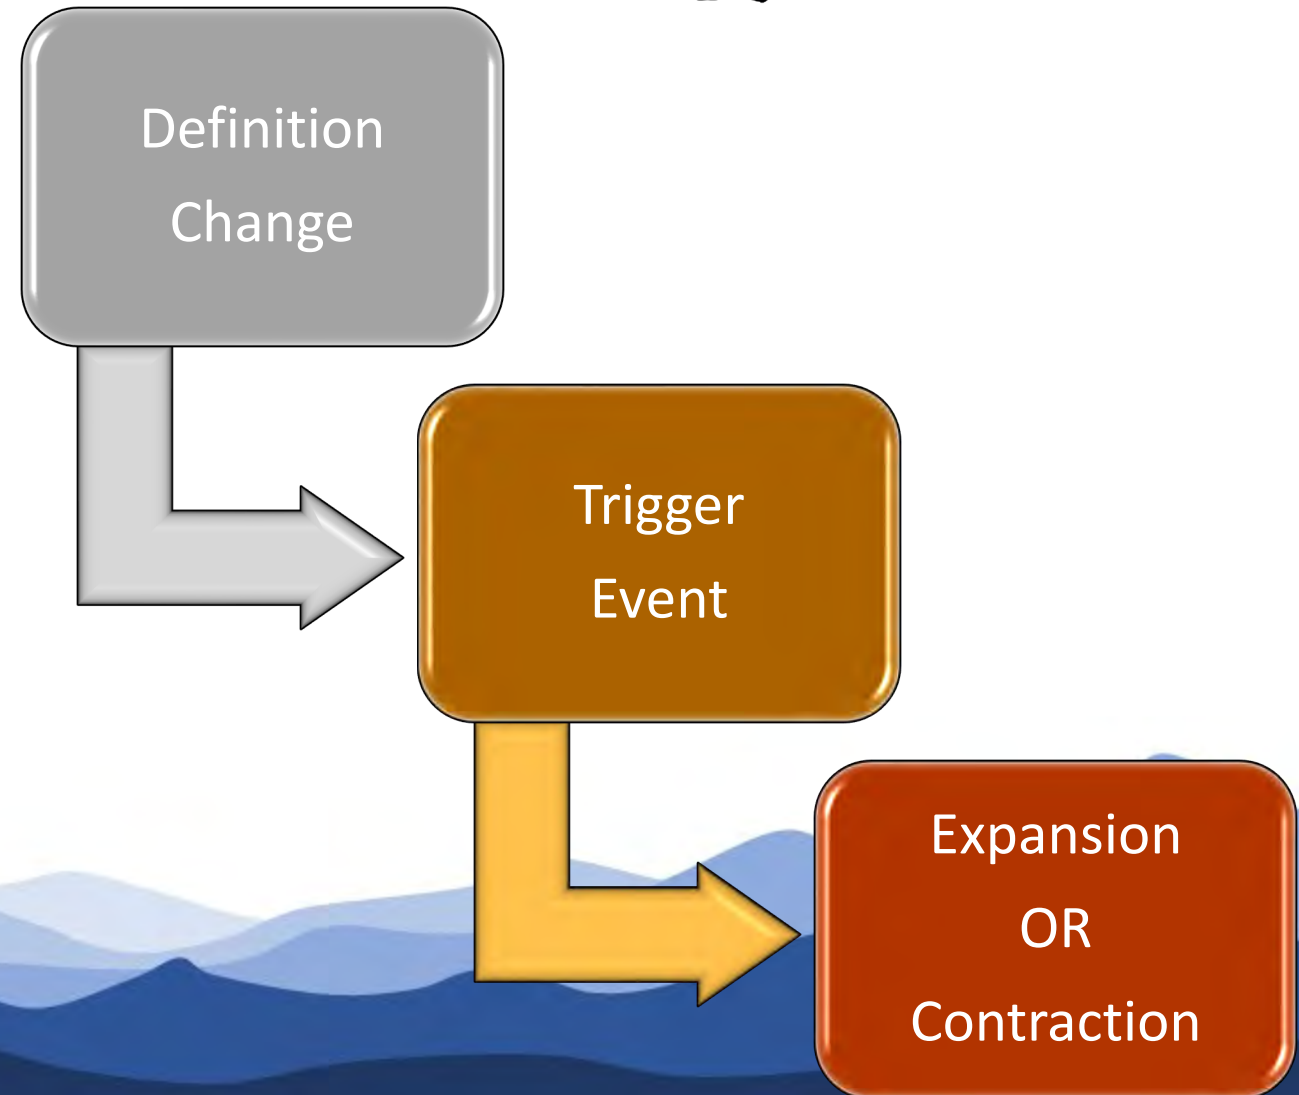 Definition
Change
Trigger
Event
Expansion
OR
Contraction